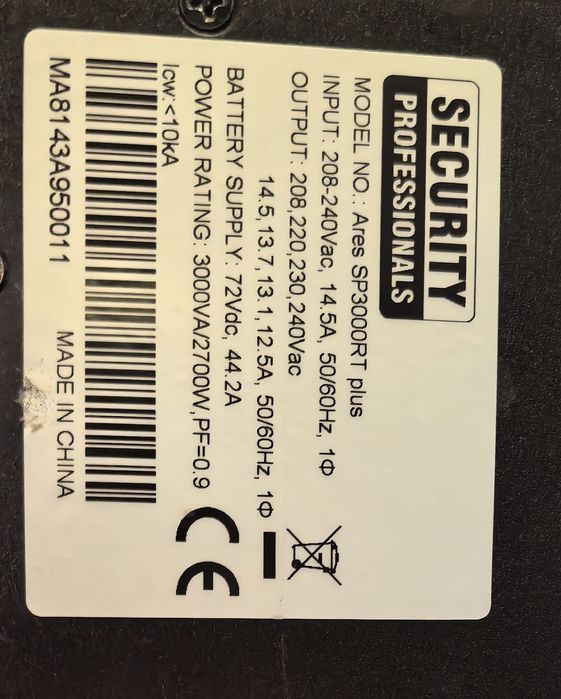 SECURITY
PROFESSIONALS
MODEL NO.: Ares SP3000RT plus
INPUT: 208-240Vac, 14.5A, 50/60Hz, 1Φ
OUTPUT: 208,220,230,240Vac
14.5,13.7,13.1,12.5A, 50/60Hz, 1Φ
BATTERY SUPPLY: 72Vdc, 44.2A
POWER RATING: 3000VA/2700W,PF=0.9
Icw:<10kA
CE
MA8143A950011 MADE IN CHINA